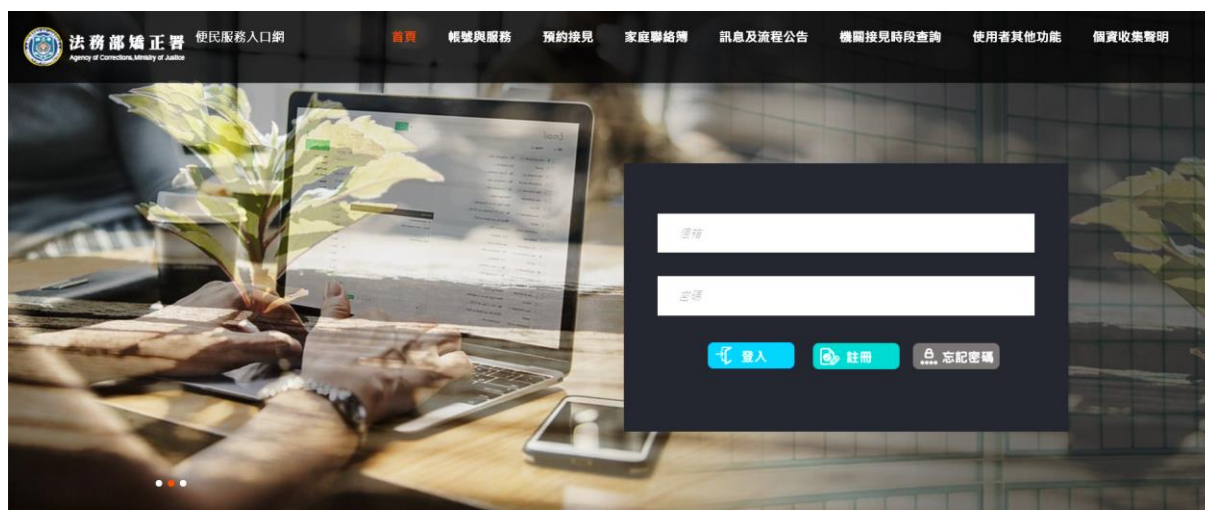 法務部矯正署
Agency of Corrections, Ministry of Justice
便民服務入口網
首頁
帳號與服務
預約接見
家庭聯絡簿
訊息及流程公告
機關接見時段查詢
使用者其他功能
個資收集聲明
密碼
登入
註冊
忘記密碼